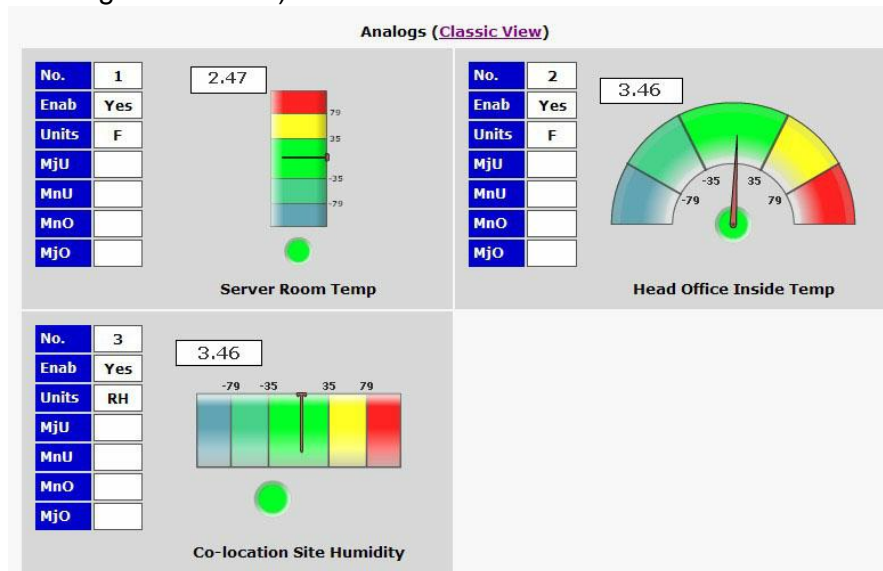 Analogs (Classic View)
No. 1
Enab Yes
Units F
MjU
MnU
MnO
MjO
2.47
79
35
-35
-79
Server Room Temp
No. 2
Enab Yes
Units F
MjU
MnU
MnO
MjO
3.46
-35 35
-79 79
Head Office Inside Temp
No. 3
Enab Yes
Units RH
MjU
MnU
MnO
MjO
3.46
-79 -35 35 79
Co-location Site Humidity